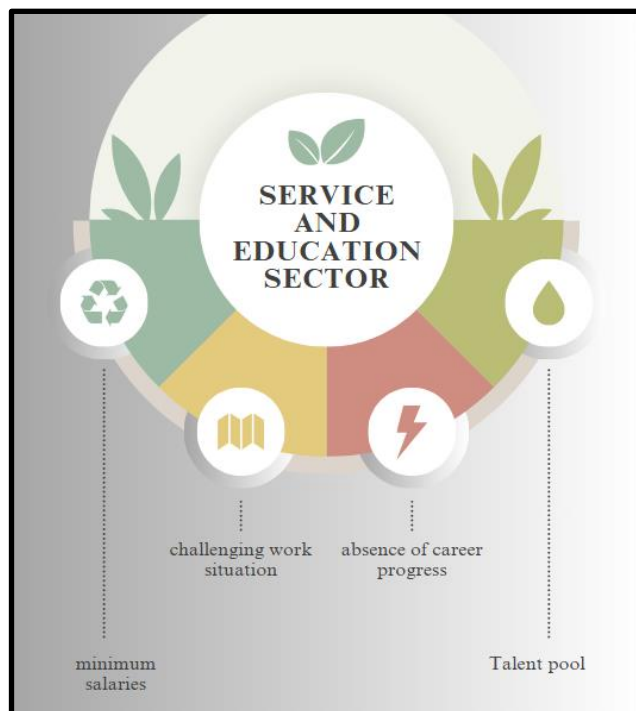 SERVICE
AND
EDUCATION
SECTOR
challenging work
situation
absence of career
progress
minimum
salaries
Talent pool